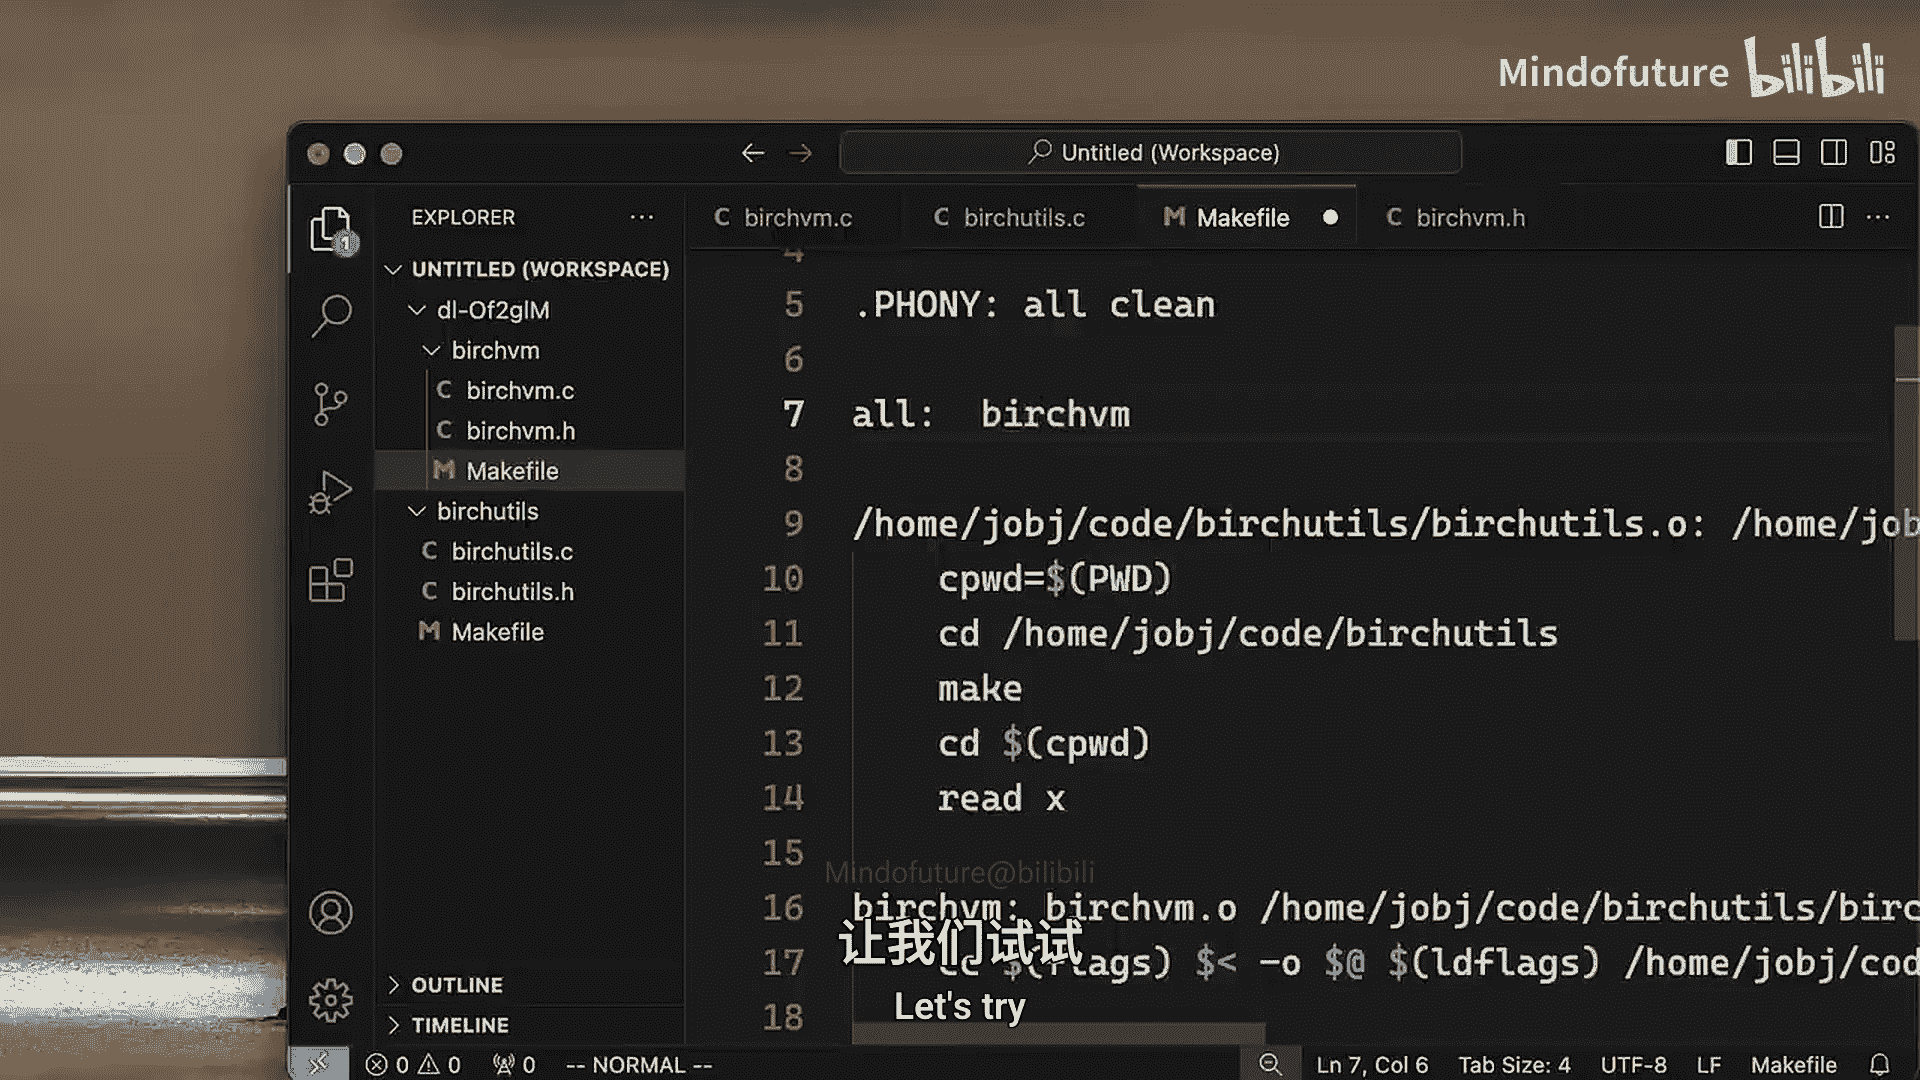 Mindofuture bilibili
Untitled (Workspace)
EXPLORER
birchvm.c
birchutils.c
Makefile
birchvm.h
UNTITLED (WORKSPACE)
dl-Of2glM
birchvm
birchvm.c
birchvm.h
Makefile
birchutils
birchutils.c
birchutils.h
Makefile
OUTLINE
TIMELINE
4
5 .PHONY: all clean
6
7 all:  birchvm
8
9 /home/jobj/code/birchutils/birchutils.o: /home/job
10 cpwd=$(PWD)
11 cd /home/jobj/code/birchutils
12 make
13 cd $(cpwd)
14 read x
15
Mindofuture@bilibili
16 birchvm: birchvm.o /home/jobj/code/birchutils/birc
17 cc $(flags) $< -o $@ $(ldflags) /home/jobj/cod
18
让我们试试
Let's try
0 0 0 -- NORMAL -- Ln 7, Col 6 Tab Size: 4 UTF-8 LF Makefile